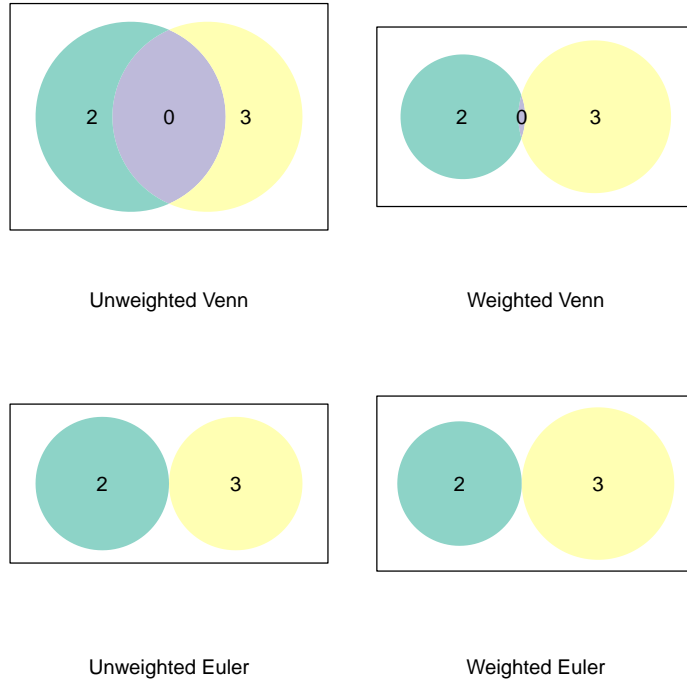 2 0 3
2 0 3
Unweighted Venn
Weighted Venn
2 3
2 3
Unweighted Euler
Weighted Euler